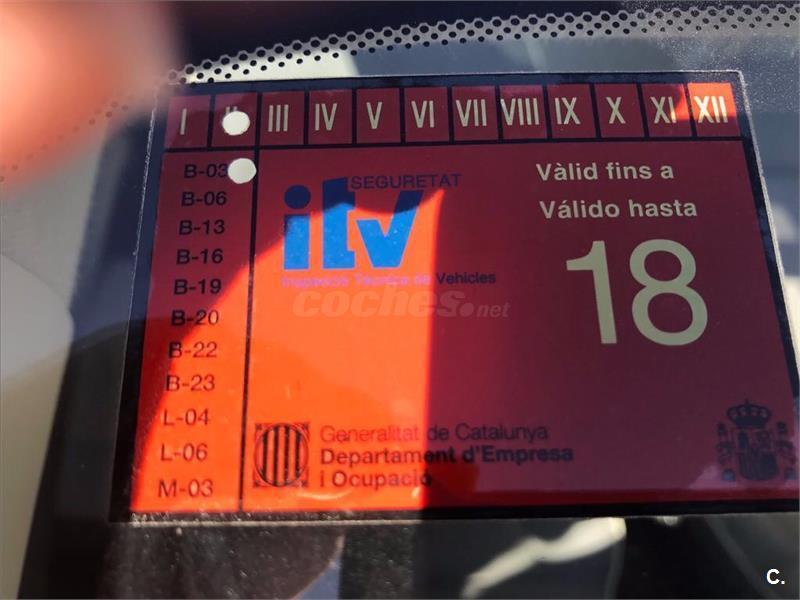 I II III IV V VI VII VIII IX X XI XII
B-03
B-06
B-13
B-16
B-19
B-20
B-22
B-23
L-04
L-06
M-03
SEGURETAT
itv
Inspecció Tècnica de Vehicles
Vàlid fins a
Válido hasta
18
coches.net
Generalitat de Catalunya
Departament d'Empresa
i Ocupació
C.